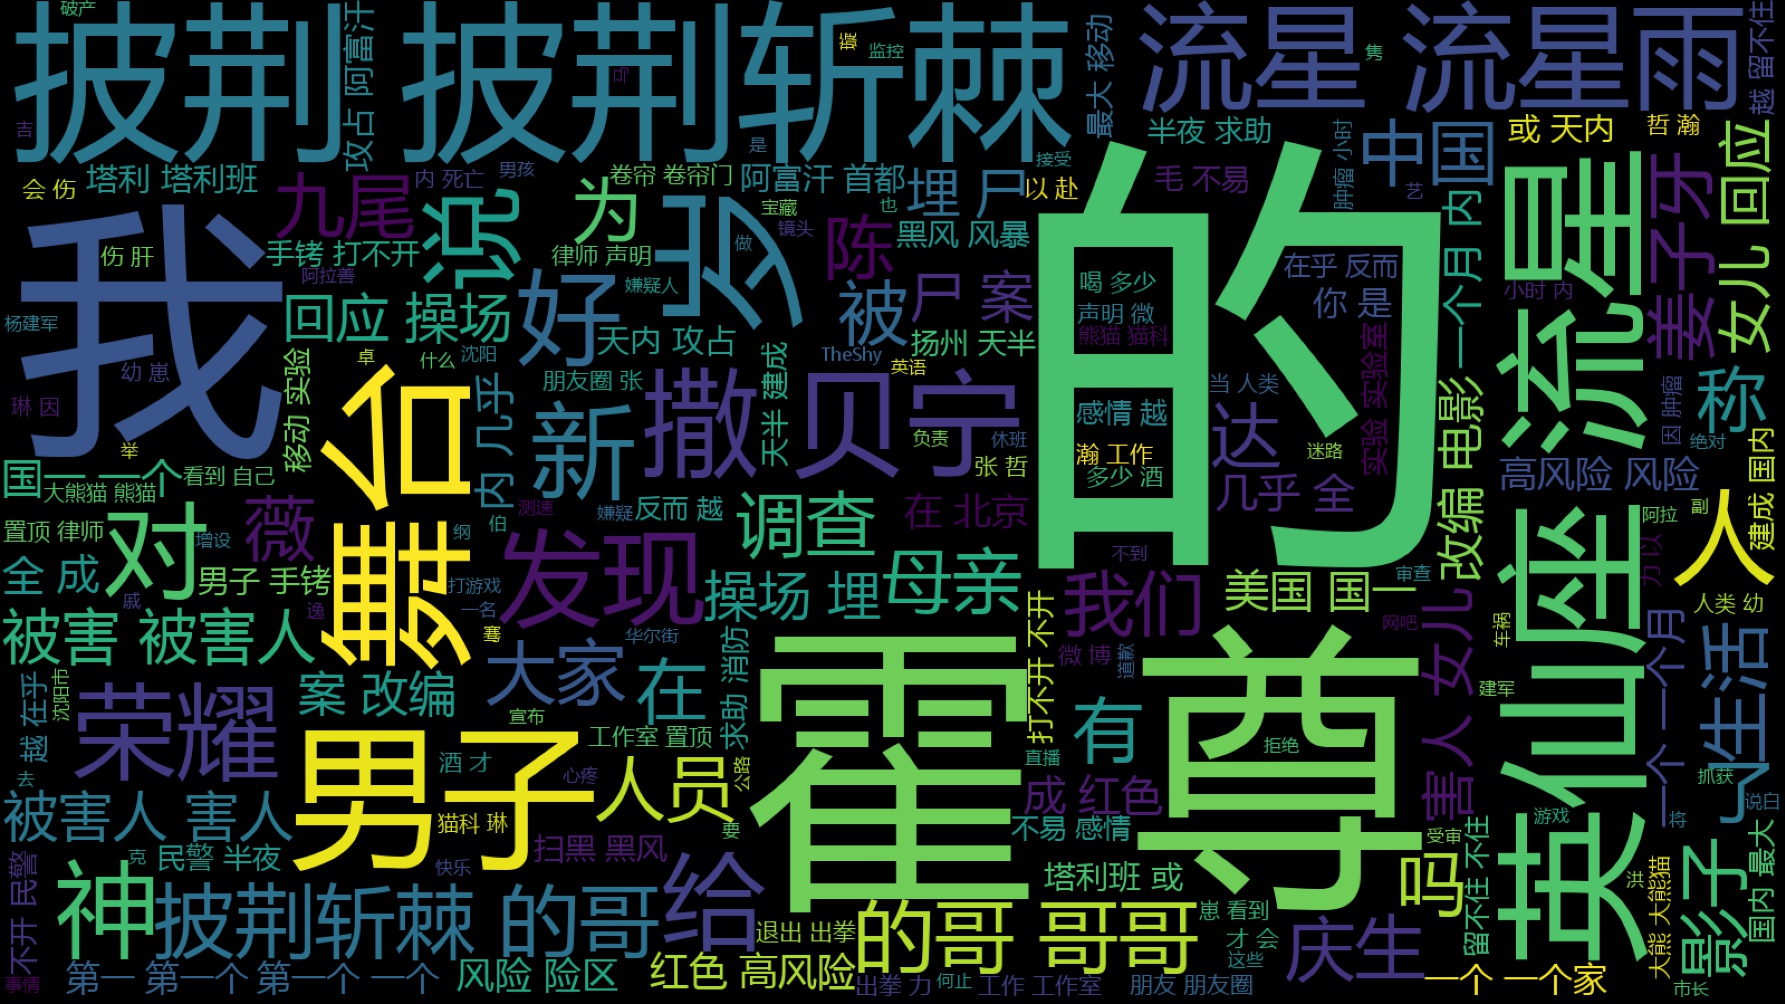 破产
披荆 披荆斩棘
流星 流星雨
攻占 阿富汗
监控
马
隽
最大 移动
越 留不住
吉
是
半夜 求助
肿瘤 小时
中国
或 天内
哲 瀚
接受
会 伤
塔利 塔利班
九尾
内 死亡
男孩
说
为
卷帘 卷帘门
阿富汗 首都
宝藏
也
埋 尸
以 赴
毛 不易
艺
一个月 内
流星
姜子牙
女儿 回应
我
伤 肝
手铐 打不开
阿拉善
律师 声明
岁
做
镜头
陈
黑风 风暴
的
在乎 反而
你 是
喝 多少
声明 微
熊猫 猫科
小时 内
杨建军
回应 操场
好
嫌疑人
被
尸 案
幼 崽
卓
什么
沈阳
天内 攻占
TheShy
英语
扬州 天半
实验 实验室
琳 因
移动 实验
舞台
内 几乎
朋友圈 张
新
天半 建成
撒贝宁
当 人类
感情 越
达
改编 电影
因 肿瘤
称
绝对
举
负责
休班
张 哲
瀚 工作
多少 酒
迷路
国一 一个
看到 自己
大熊猫 熊猫
高风险 风险
建成 国内
几乎 全
置顶 律师
增设
对
薇
伯
纲
测速
嫌疑
反而 越
调查
在 北京
不到
阿拉
副
人
英仙座
力 以
全 成
男子 手铐
戚
逸
打游戏
一名
发现
操场 埋
母亲
我们
美国 国一
审查
网吧
车祸
人类 幼
被害 被害人
骞
华尔街
大家
在
求助 消防
霍尊
打不开 不开
微 博
道歉
害人 女儿
建军
一个 一个月
生活
越 在乎
沈阳市
荣耀
案 改编
宣布
工作室 置顶
有
拒绝
直播
去
男子
酒 才
心疼
人员
公路
成 红色
抓获
飞
说白
被害人 害人
猫科 琳
要
不易 感情
受审
游戏
将
不开 民警
克
民警 半夜
快乐
扫黑 黑风
塔利班 或
吗
留不住 不住
洪
大熊 大熊猫
影子
国内 最大
神
披荆斩棘 的哥
给
退出 出拳
的哥 哥哥
崽 看到
才 会
这些
庆生
事情
第一 第一个
第一个 一个
风险 险区
红色 高风险
出拳 力
何止
工作 工作室
朋友 朋友圈
一个 一个家
市长